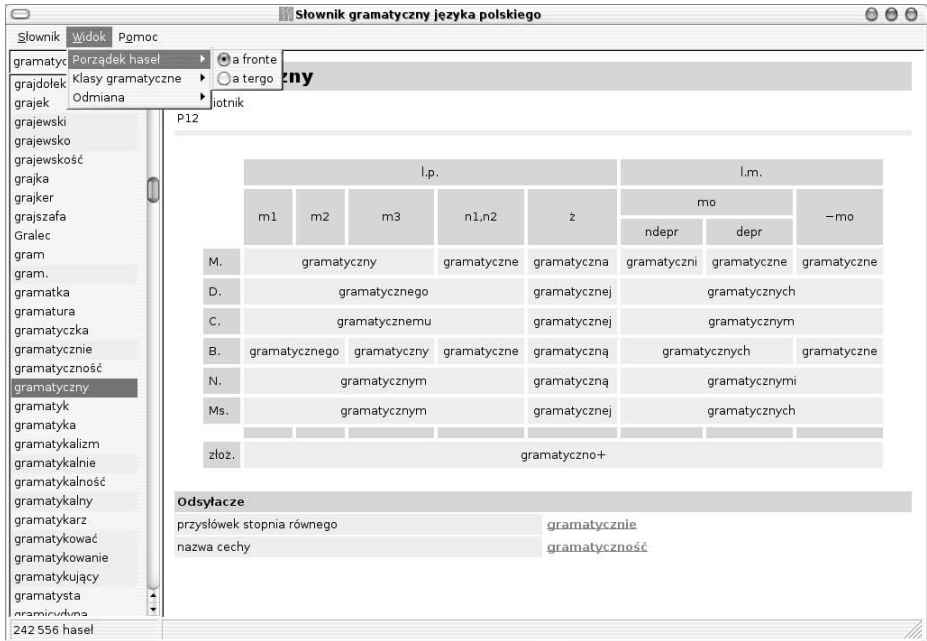 Słownik gramatyczny języka polskiego
Słownik Widok Pomoc
Porządek haseł
Klasy gramatyczne
Odmiana
a fronte
a tergo
gramatyc
grajdołek
grajek
grajewski
grajewsko
grajewskość
grajka
grajker
grajszafa
Gralec
gram
gram.
gramatka
gramatura
gramatyczka
gramatycznie
gramatyczność
gramatyczny
gramatyk
gramatyka
gramatykalizm
gramatykalnie
gramatykalność
gramatykalny
gramatykarz
gramatykować
gramatykowanie
gramatykujący
gramatysta
gramicydyna
242 556 haseł
zny
iotnik
P12
l.p. l.m.
m1 m2 m3 n1,n2 ż mo −mo
ndepr depr
M. gramatyczny gramatyczne gramatyczna gramatyczni gramatyczne gramatyczne
D. gramatycznego gramatycznej gramatycznych
C. gramatycznemu gramatycznej gramatycznym
B. gramatycznego gramatyczny gramatyczne gramatyczną gramatycznych gramatyczne
N. gramatycznym gramatyczną gramatycznymi
Ms. gramatycznym gramatycznej gramatycznych
złoż. gramatyczno+
Odsyłacze
przysłówek stopnia równego gramatycznie
nazwa cechy gramatyczność